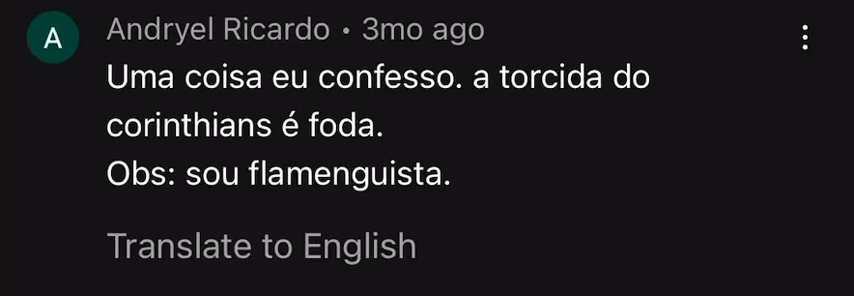 A
Andryel Ricardo • 3mo ago
Uma coisa eu confesso. a torcida do
corinthians é foda.
Obs: sou flamenguista.
Translate to English